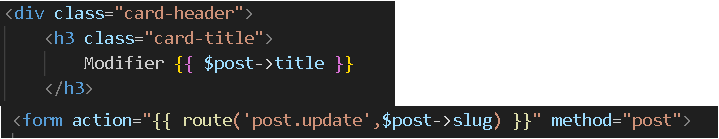 <div class="card-header">
<h3 class="card-title">
Modifier {{ $post->title }}
</h3>
<form action="{{ route('post.update',$post->slug) }}" method="post">